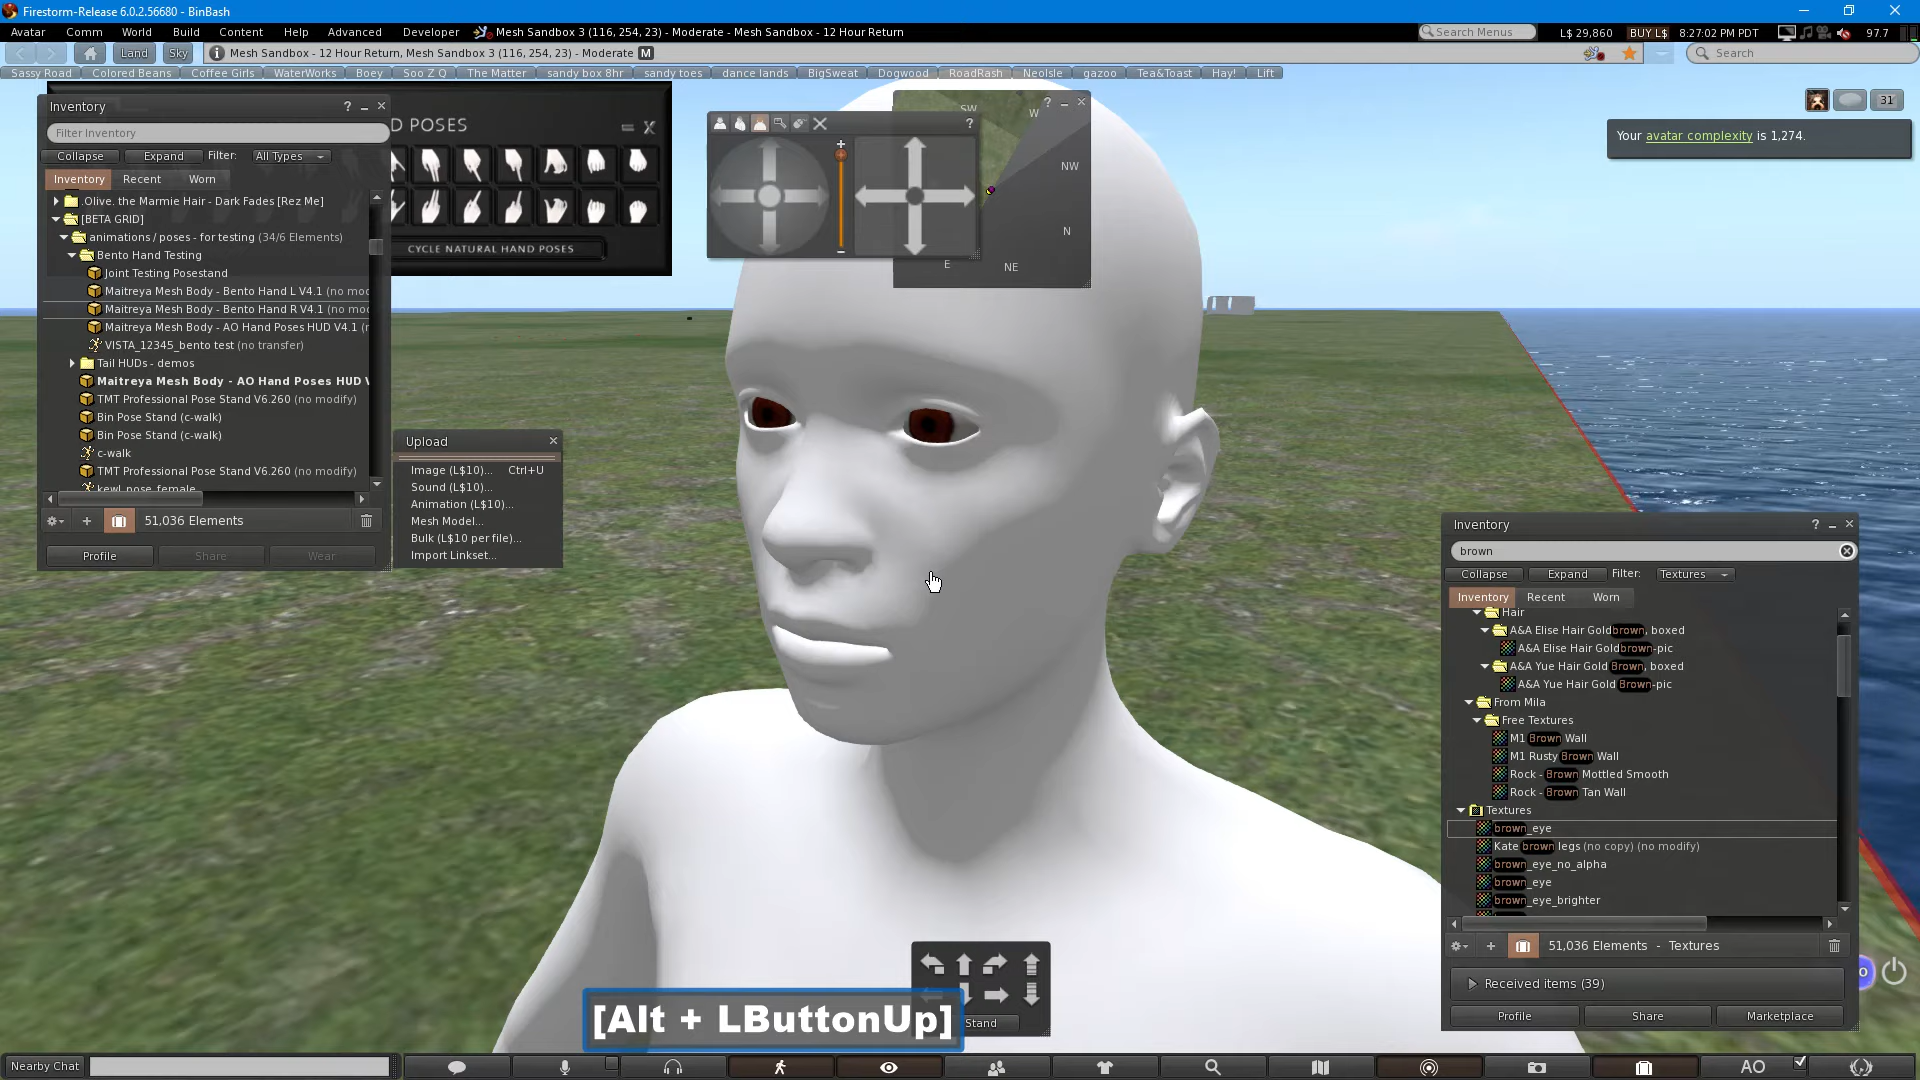 Firestorm-Release 6.0.2.56680 - BinBash
Avatar Comm World Build Content Help Advanced Developer Mesh Sandbox 3 (116, 254, 23) - Moderate - Mesh Sandbox - 12 Hour Return
Search Menus L$ 29,860 BUY L$ 8:27:02 PM PDT 97.7
Land Sky Mesh Sandbox - 12 Hour Return, Mesh Sandbox 3 (116, 254, 23) - Moderate M
Search
Sassy Road Colored Beans Coffee Girls WaterWorks Boey Soo Z Q The Matter sandy box 8hr sandy toes dance lands BigSweat Dogwood RoadRash NeoIsle gazoo Tea&Toast Hay! Lift
31
Your avatar complexity is 1,274.
Inventory ?
Filter Inventory
Collapse Expand Filter: All Types
Inventory Recent Worn
.Olive. the Marmie Hair - Dark Fades [Rez Me]
[BETA GRID]
animations / poses - for testing (34/6 Elements)
Bento Hand Testing
Joint Testing Posestand
Maitreya Mesh Body - Bento Hand L V4.1 (no mod
Maitreya Mesh Body - Bento Hand R V4.1 (no mod
Maitreya Mesh Body - AO Hand Poses HUD V4.1 (r
VISTA_12345_bento test (no transfer)
Tail HUDs - demos
Maitreya Mesh Body - AO Hand Poses HUD V
TMT Professional Pose Stand V6.260 (no modify)
Bin Pose Stand (c-walk)
Bin Pose Stand (c-walk)
c-walk
TMT Professional Pose Stand V6.260 (no modify)
kewl pose female
51,036 Elements
Profile Share Wear
D POSES
CYCLE NATURAL HAND POSES
?
?
SW
W
NW
N
NE
E
Upload
Image (L$10)... Ctrl+U
Sound (L$10)...
Animation (L$10)...
Mesh Model...
Bulk (L$10 per file)...
Import Linkset...
Inventory ?
brown
Collapse Expand Filter: Textures
Inventory Recent Worn
Hair
A&A Elise Hair Goldbrown, boxed
A&A Elise Hair Goldbrown-pic
A&A Yue Hair Gold Brown, boxed
A&A Yue Hair Gold Brown-pic
From Mila
Free Textures
M1 Brown Wall
M1 Rusty Brown Wall
Rock - Brown Mottled Smooth
Rock - Brown Tan Wall
Textures
brown_eye
Kate brown legs (no copy) (no modify)
brown_eye_no_alpha
brown_eye
brown_eye_brighter
51,036 Elements - Textures
Received items (39)
Profile Share Marketplace
[Alt + LButtonUp]
Stand
Nearby Chat
AO